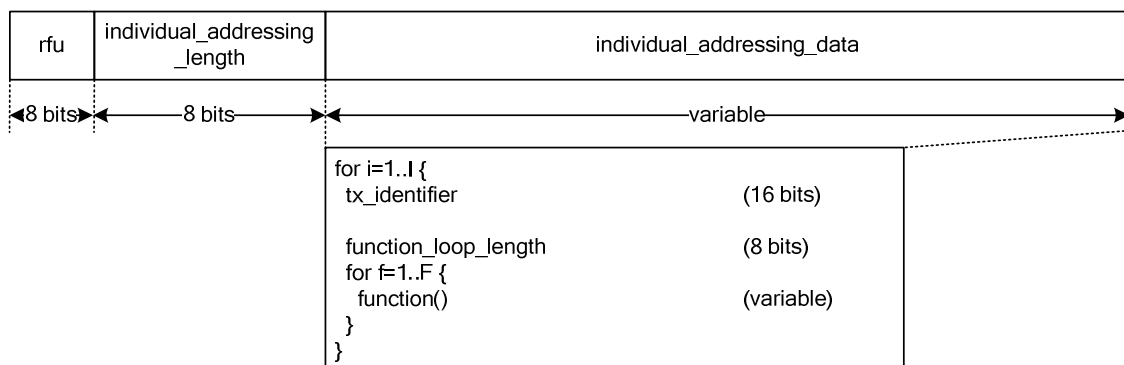 rfu
individual_addressing
_length
individual_addressing_data
8 bits
8 bits
variable
for i=1..I {
tx_identifier (16 bits)
function_loop_length (8 bits)
for f=1..F {
function() (variable)
}
}